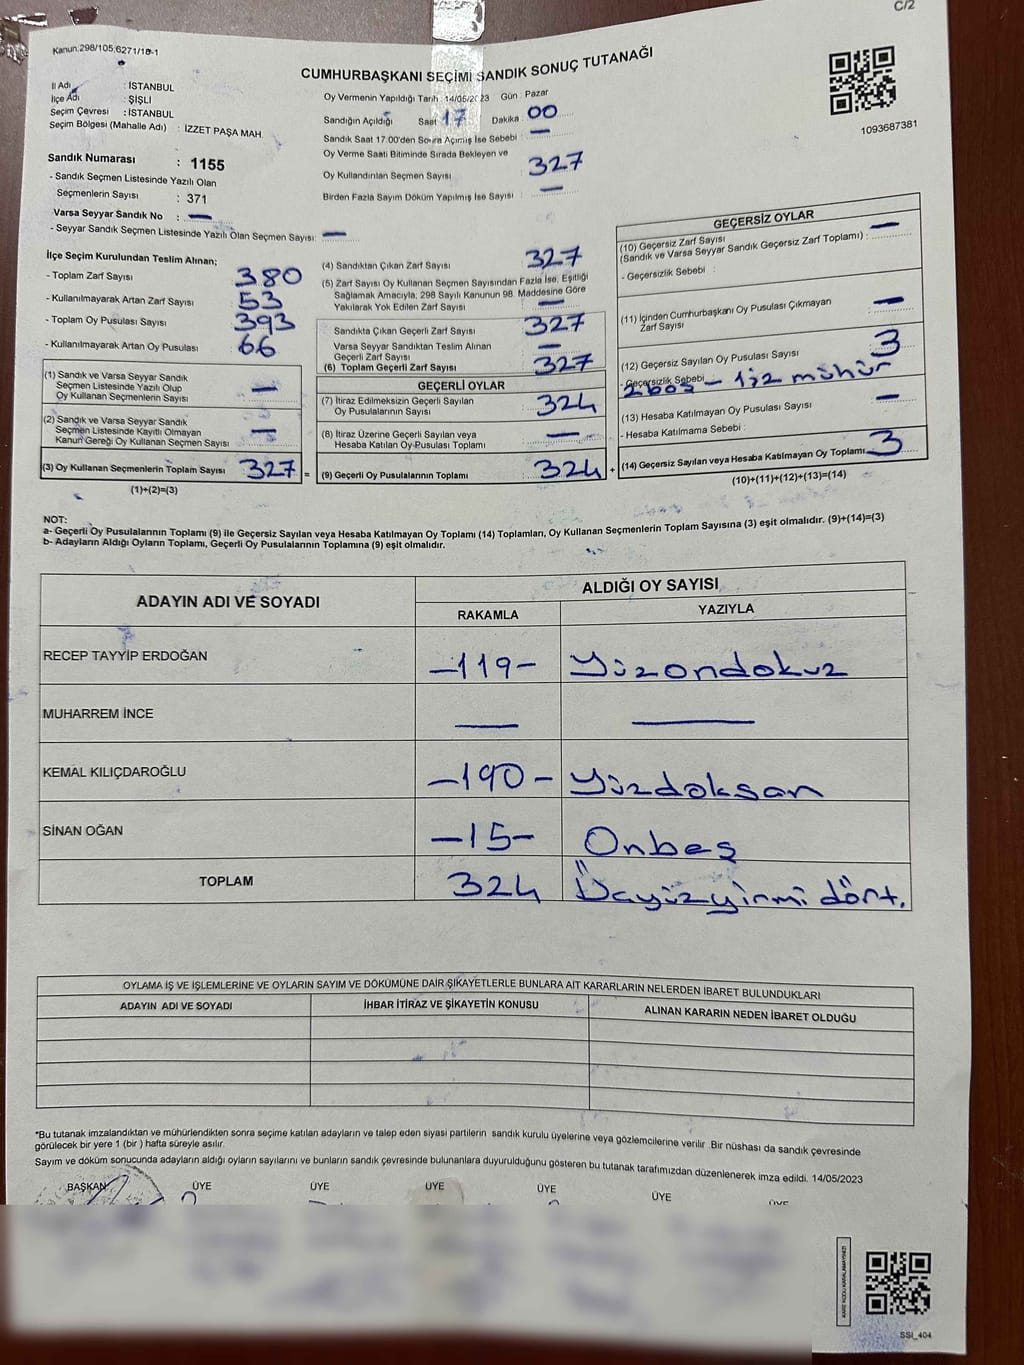 C/2
Kanun,298/105,6271/18-1
CUMHURBAŞKANI SEÇİMİ SANDIK SONUÇ TUTANAĞI
1093687381
İl Adı : İSTANBUL
İlçe Adı : ŞİŞLİ
Seçim Çevresi : İSTANBUL
Seçim Bölgesi (Mahalle Adı) : İZZET PAŞA MAH.
Sandık Numarası : 1155
- Sandık Seçmen Listesinde Yazılı Olan
Seçmenlerin Sayısı : 371
Varsa Seyyar Sandık No : —
- Seyyar Sandık Seçmen Listesinde Yazılı Olan Seçmen Sayısı: —
Oy Vermenin Yapıldığı Tarih : 14/05/2023 Gün : Pazar
Sandığın Açıldığı Saat 17 Dakika 00
Sandık Saat 17:00'den Sonra Açılmış İse Sebebi : —
Oy Verme Saati Bitiminde Sırada Bekleyen ve
Oy Kullandırılan Seçmen Sayısı : 327
Birden Fazla Sayım Döküm Yapılmış İse Sayısı : —
İlçe Seçim Kurulundan Teslim Alınan;
- Toplam Zarf Sayısı : 380
- Kullanılmayarak Artan Zarf Sayısı : 53
- Toplam Oy Pusulası Sayısı : 393
- Kullanılmayarak Artan Oy Pusulası : 66
(1) Sandık ve Varsa Seyyar Sandık
Seçmen Listesinde Yazılı Olup
Oy Kullanan Seçmenlerin Sayısı : —
(2) Sandık ve Varsa Seyyar Sandık
Seçmen Listesinde Kayıtlı Olmayan
Kanun Gereği Oy Kullanan Seçmen Sayısı : —
(3) Oy Kullanan Seçmenlerin Toplam Sayısı : 327 =
(1)+(2)=(3)
(4) Sandıktan Çıkan Zarf Sayısı : 327
(5) Zarf Sayısı Oy Kullanan Seçmen Sayısından Fazla İse, Eşitliği
Sağlamak Amacıyla, 298 Sayılı Kanunun 98. Maddesine Göre
Yakılarak Yok Edilen Zarf Sayısı : —
Sandıkta Çıkan Geçerli Zarf Sayısı : 327
Varsa Seyyar Sandıktan Teslim Alınan
Geçerli Zarf Sayısı : —
(6) Toplam Geçerli Zarf Sayısı : 327
GEÇERLİ OYLAR
(7) İtiraz Edilmeksizin Geçerli Sayılan
Oy Pusulalarının Sayısı : 324
(8) İtiraz Üzerine Geçerli Sayılan veya
Hesaba Katılan Oy Pusulası Toplamı : —
(9) Geçerli Oy Pusulalarının Toplamı : 324 +
GEÇERSİZ OYLAR
(10) Geçersiz Zarf Sayısı
(Sandık ve Varsa Seyyar Sandık Geçersiz Zarf Toplamı) : —
- Geçersizlik Sebebi :
(11) İçinden Cumhurbaşkanı Oy Pusulası Çıkmayan
Zarf Sayısı : —
(12) Geçersiz Sayılan Oy Pusulası Sayısı : 3
- Geçersizlik Sebebi :
2 boş - mühür
(13) Hesaba Katılmayan Oy Pusulası Sayısı : —
- Hesaba Katılmama Sebebi :
(14) Geçersiz Sayılan veya Hesaba Katılmayan Oy Toplamı : 3
(10)+(11)+(12)+(13)=(14)
NOT:
a- Geçerli Oy Pusulalarının Toplamı (9) ile Geçersiz Sayılan veya Hesaba Katılmayan Oy Toplamı (14) Toplamları, Oy Kullanan Seçmenlerin Toplam Sayısına (3) eşit olmalıdır. (9)+(14)=(3)
b- Adayların Aldığı Oyların Toplamı, Geçerli Oy Pusulalarının Toplamına (9) eşit olmalıdır.
ADAYIN ADI VE SOYADI ALDIĞI OY SAYISI
RAKAMLA YAZIYLA
RECEP TAYYİP ERDOĞAN -119- Yüzondokuz
MUHARREM İNCE — —
KEMAL KILIÇDAROĞLU -190- Yüzdoksan
SİNAN OĞAN -15- Onbeş
TOPLAM 324 Üçyüzyirmi dört.
OYLAMA İŞ VE İŞLEMLERİNE VE OYLARIN SAYIM VE DÖKÜMÜNE DAİR ŞİKAYETLERLE BUNLARA AİT KARARLARIN NELERDEN İBARET BULUNDUKLARI
ADAYIN ADI VE SOYADI İHBAR İTİRAZ VE ŞİKAYETİN KONUSU ALINAN KARARIN NEDEN İBARET OLDUĞU
*Bu tutanak imzalandıktan ve mühürlendikten sonra seçime katılan adayların ve talep eden siyasi partilerin sandık kurulu üyelerine veya gözlemcilerine verilir. Bir nüshası da sandık çevresinde
görülecek bir yere 1 (bir ) hafta süreyle asılır.
Sayım ve döküm sonucunda adayların aldığı oyların sayılarını ve bunların sandık çevresinde bulunanlara duyurulduğunu gösteren bu tutanak tarafımızdan düzenlenerek imza edildi. 14/05/2023
BAŞKAN ÜYE ÜYE ÜYE ÜYE ÜYE ÜYE
KARE KODU KARALAMAYINIZ!
SSİ_404